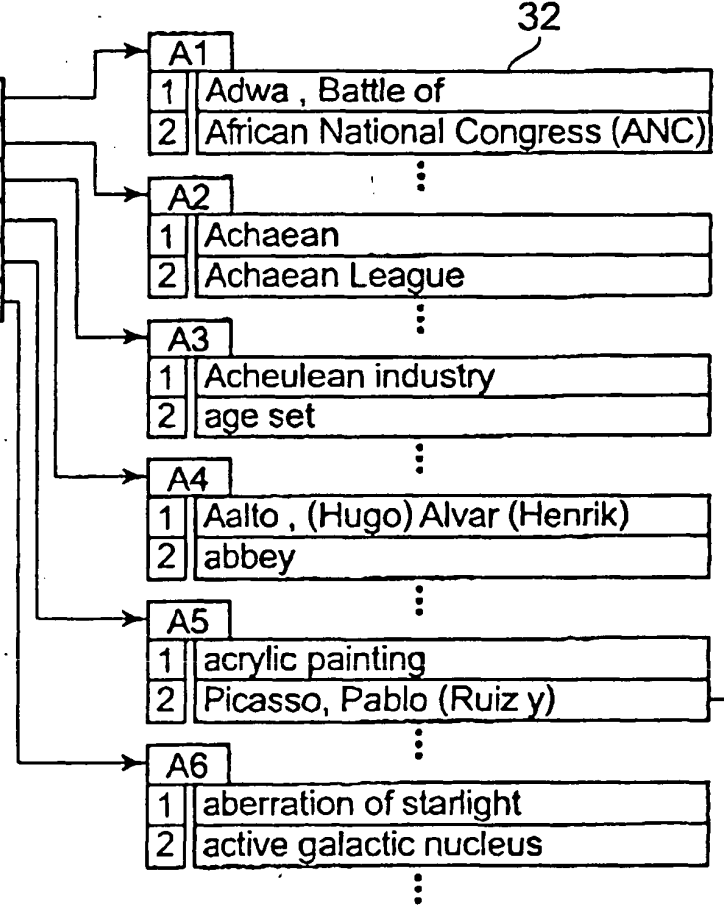 32
A1
1 Adwa , Battle of
2 African National Congress (ANC)
A2
1 Achaean
2 Achaean League
A3
1 Acheulean industry
2 age set
A4
1 Aalto , (Hugo) Alvar (Henrik)
2 abbey
A5
1 acrylic painting
2 Picasso, Pablo (Ruiz y)
A6
1 aberration of starlight
2 active galactic nucleus